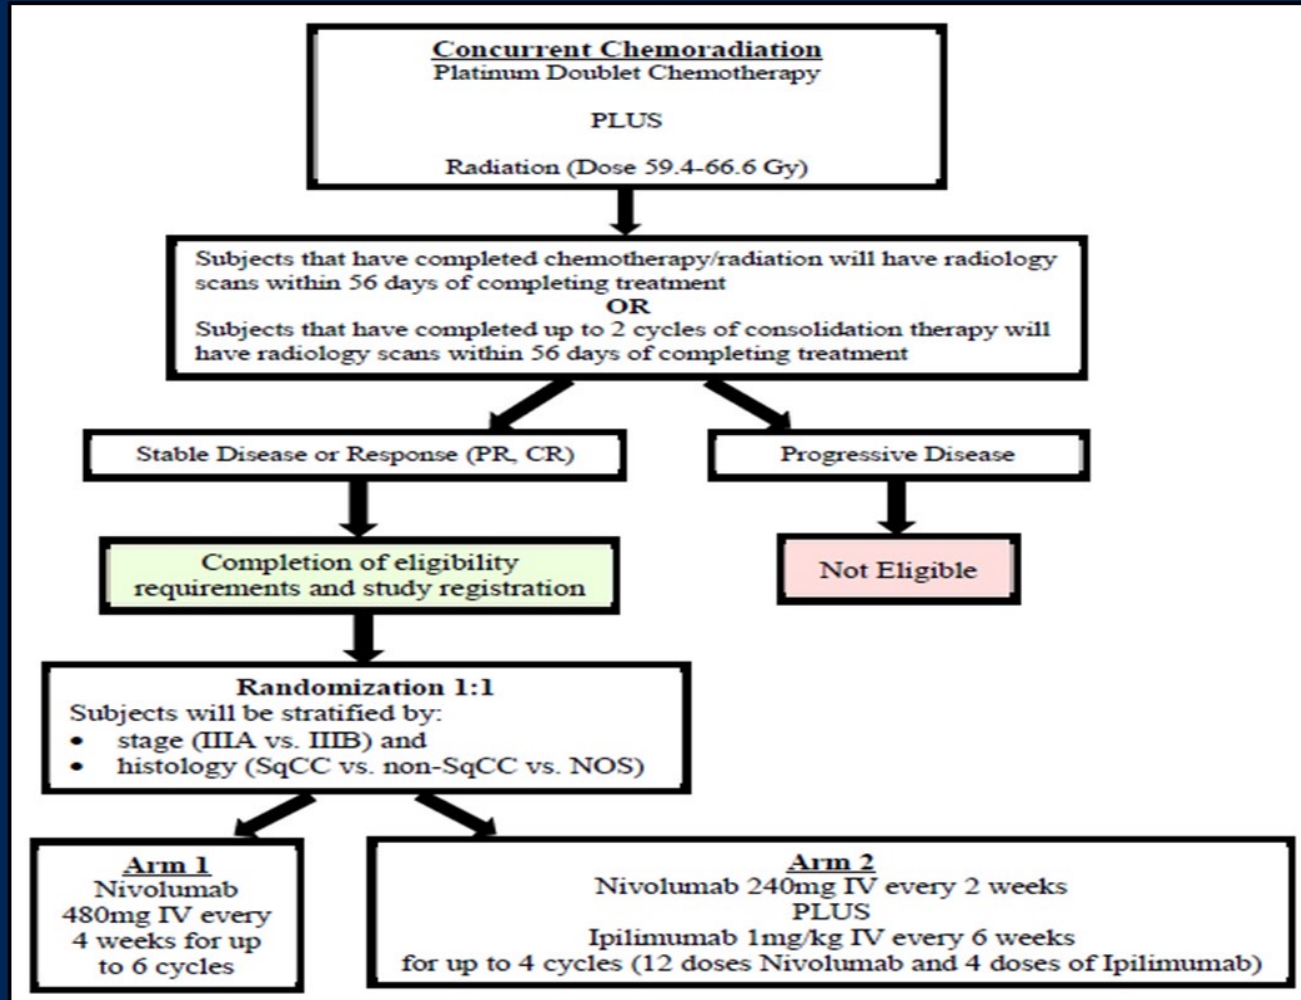 Concurrent Chemoradiation
Platinum Doublet Chemotherapy
PLUS
Radiation (Dose 59.4-66.6 Gy)
Subjects that have completed chemotherapy/radiation will have radiology
scans within 56 days of completing treatment
OR
Subjects that have completed up to 2 cycles of consolidation therapy will
have radiology scans within 56 days of completing treatment
Stable Disease or Response (PR, CR)
Progressive Disease
Completion of eligibility
requirements and study registration
Not Eligible
Randomization 1:1
Subjects will be stratified by:
• stage (IIIA vs. IIIB) and
• histology (SqCC vs. non-SqCC vs. NOS)
Arm 1
Nivolumab
480mg IV every
4 weeks for up
to 6 cycles
Arm 2
Nivolumab 240mg IV every 2 weeks
PLUS
Ipilimumab 1mg/kg IV every 6 weeks
for up to 4 cycles (12 doses Nivolumab and 4 doses of Ipilimumab)